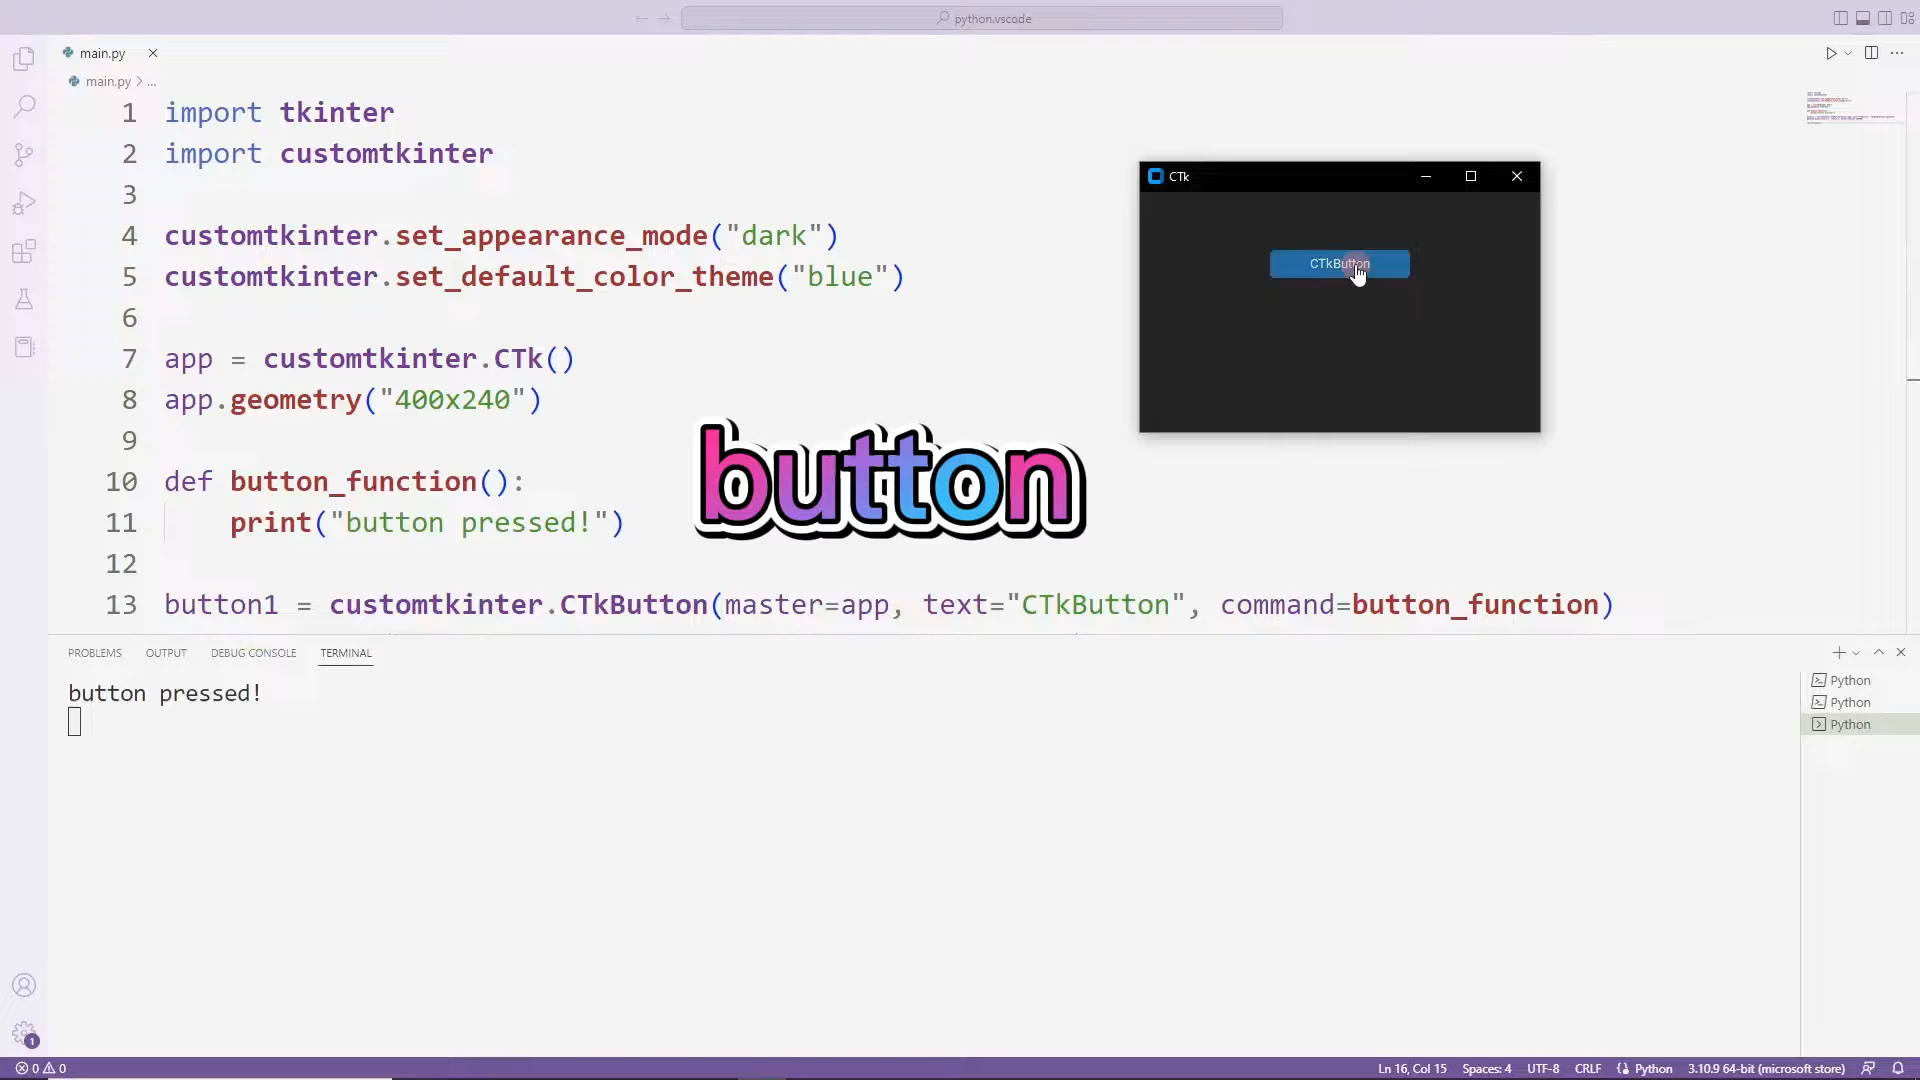 python.vscode
main.py
main.py > ...
1 import tkinter
2 import customtkinter
3
4 customtkinter.set_appearance_mode("dark")
5 customtkinter.set_default_color_theme("blue")
6
7 app = customtkinter.CTk()
8 app.geometry("400x240")
9
10 def button_function():
11 print("button pressed!")
12
13 button1 = customtkinter.CTkButton(master=app, text="CTkButton", command=button_function)
CTk
CTkButton
button
PROBLEMS OUTPUT DEBUG CONSOLE TERMINAL
button pressed!
Python
Python
Python
1
0 0 Ln 16, Col 15 Spaces: 4 UTF-8 CRLF Python 3.10.9 64-bit (microsoft store)